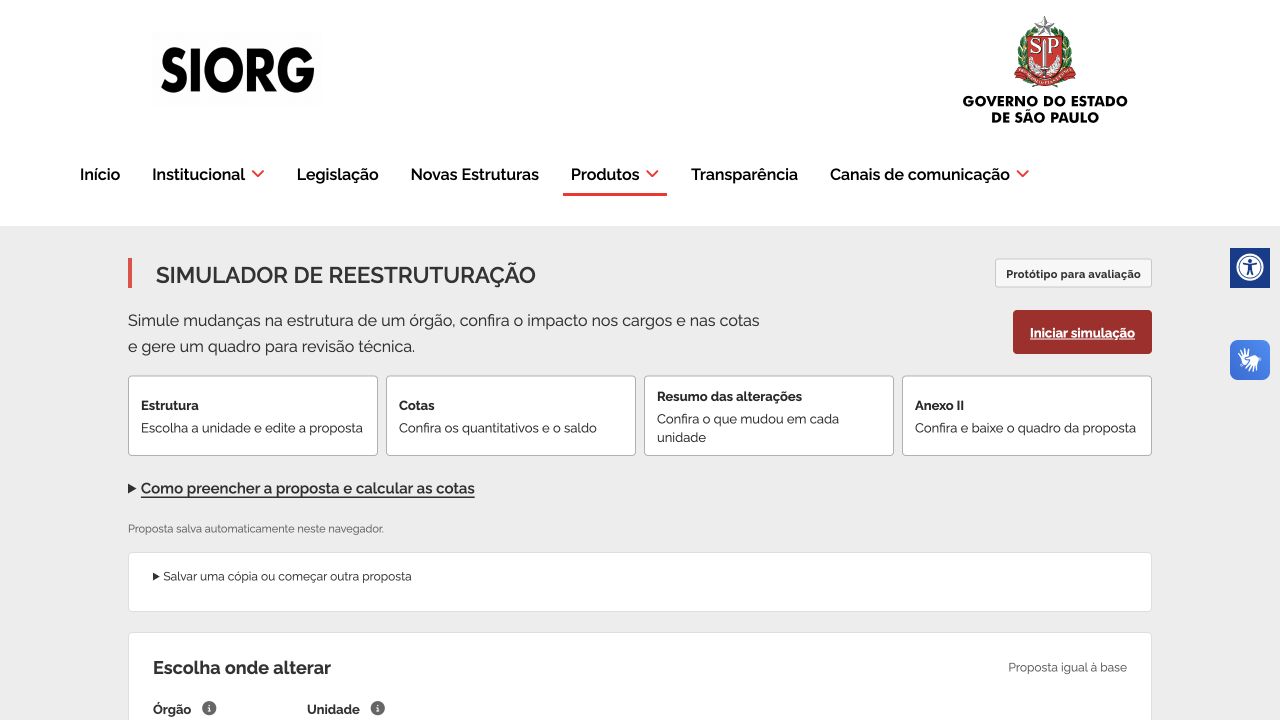 SIORG
SP
GOVERNO DO ESTADO
DE SÃO PAULO
Início
Institucional
Legislação
Novas Estruturas
Produtos
Transparência
Canais de comunicação
SIMULADOR DE REESTRUTURAÇÃO
Protótipo para avaliação
Simule mudanças na estrutura de um órgão, confira o impacto nos cargos e nas cotas
e gere um quadro para revisão técnica.
Iniciar simulação
Estrutura
Escolha a unidade e edite a proposta
Cotas
Confira os quantitativos e o saldo
Resumo das alterações
Confira o que mudou em cada
unidade
Anexo II
Confira e baixe o quadro da proposta
Como preencher a proposta e calcular as cotas
Proposta salva automaticamente neste navegador.
Salvar uma cópia ou começar outra proposta
Escolha onde alterar
Proposta igual à base
Órgão
Unidade